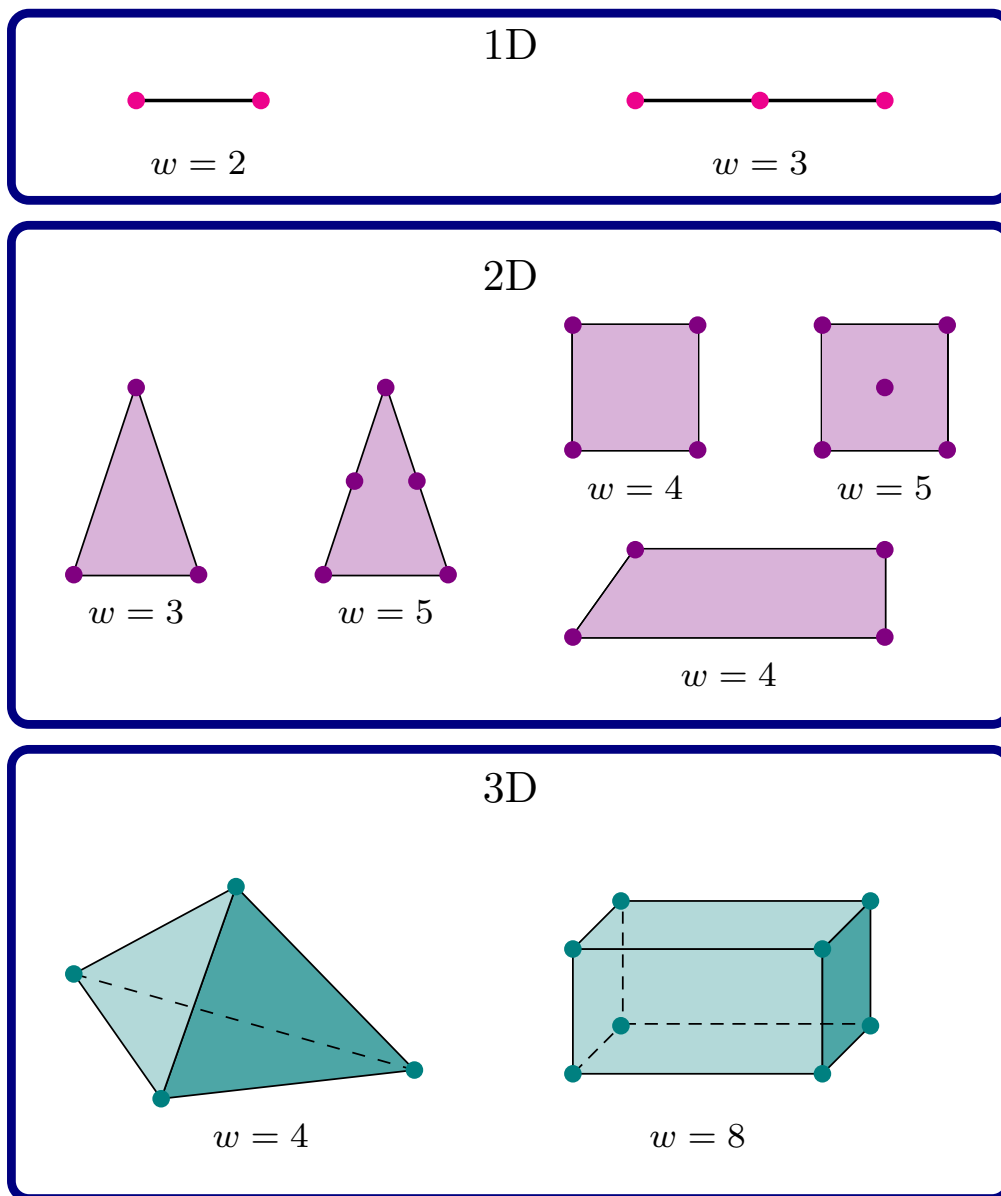 1D
w = 2
w = 3
2D
w = 4
w = 5
w = 3
w = 5
w = 4
3D
w = 4
w = 8